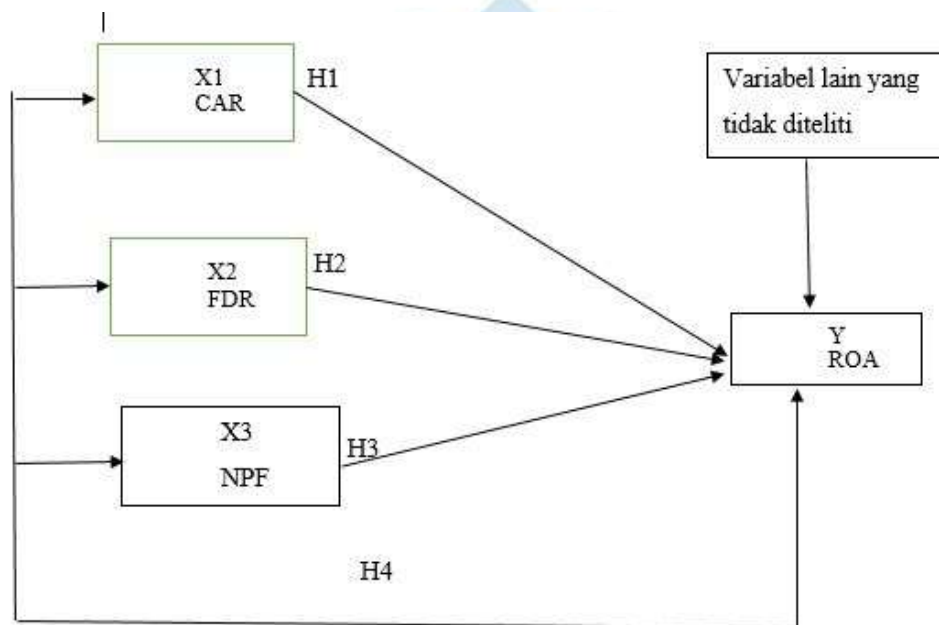 X1
CAR
H1
Variabel lain yang
tidak diteliti
X2
FDR
H2
Y
ROA
X3
NPF
H3
H4